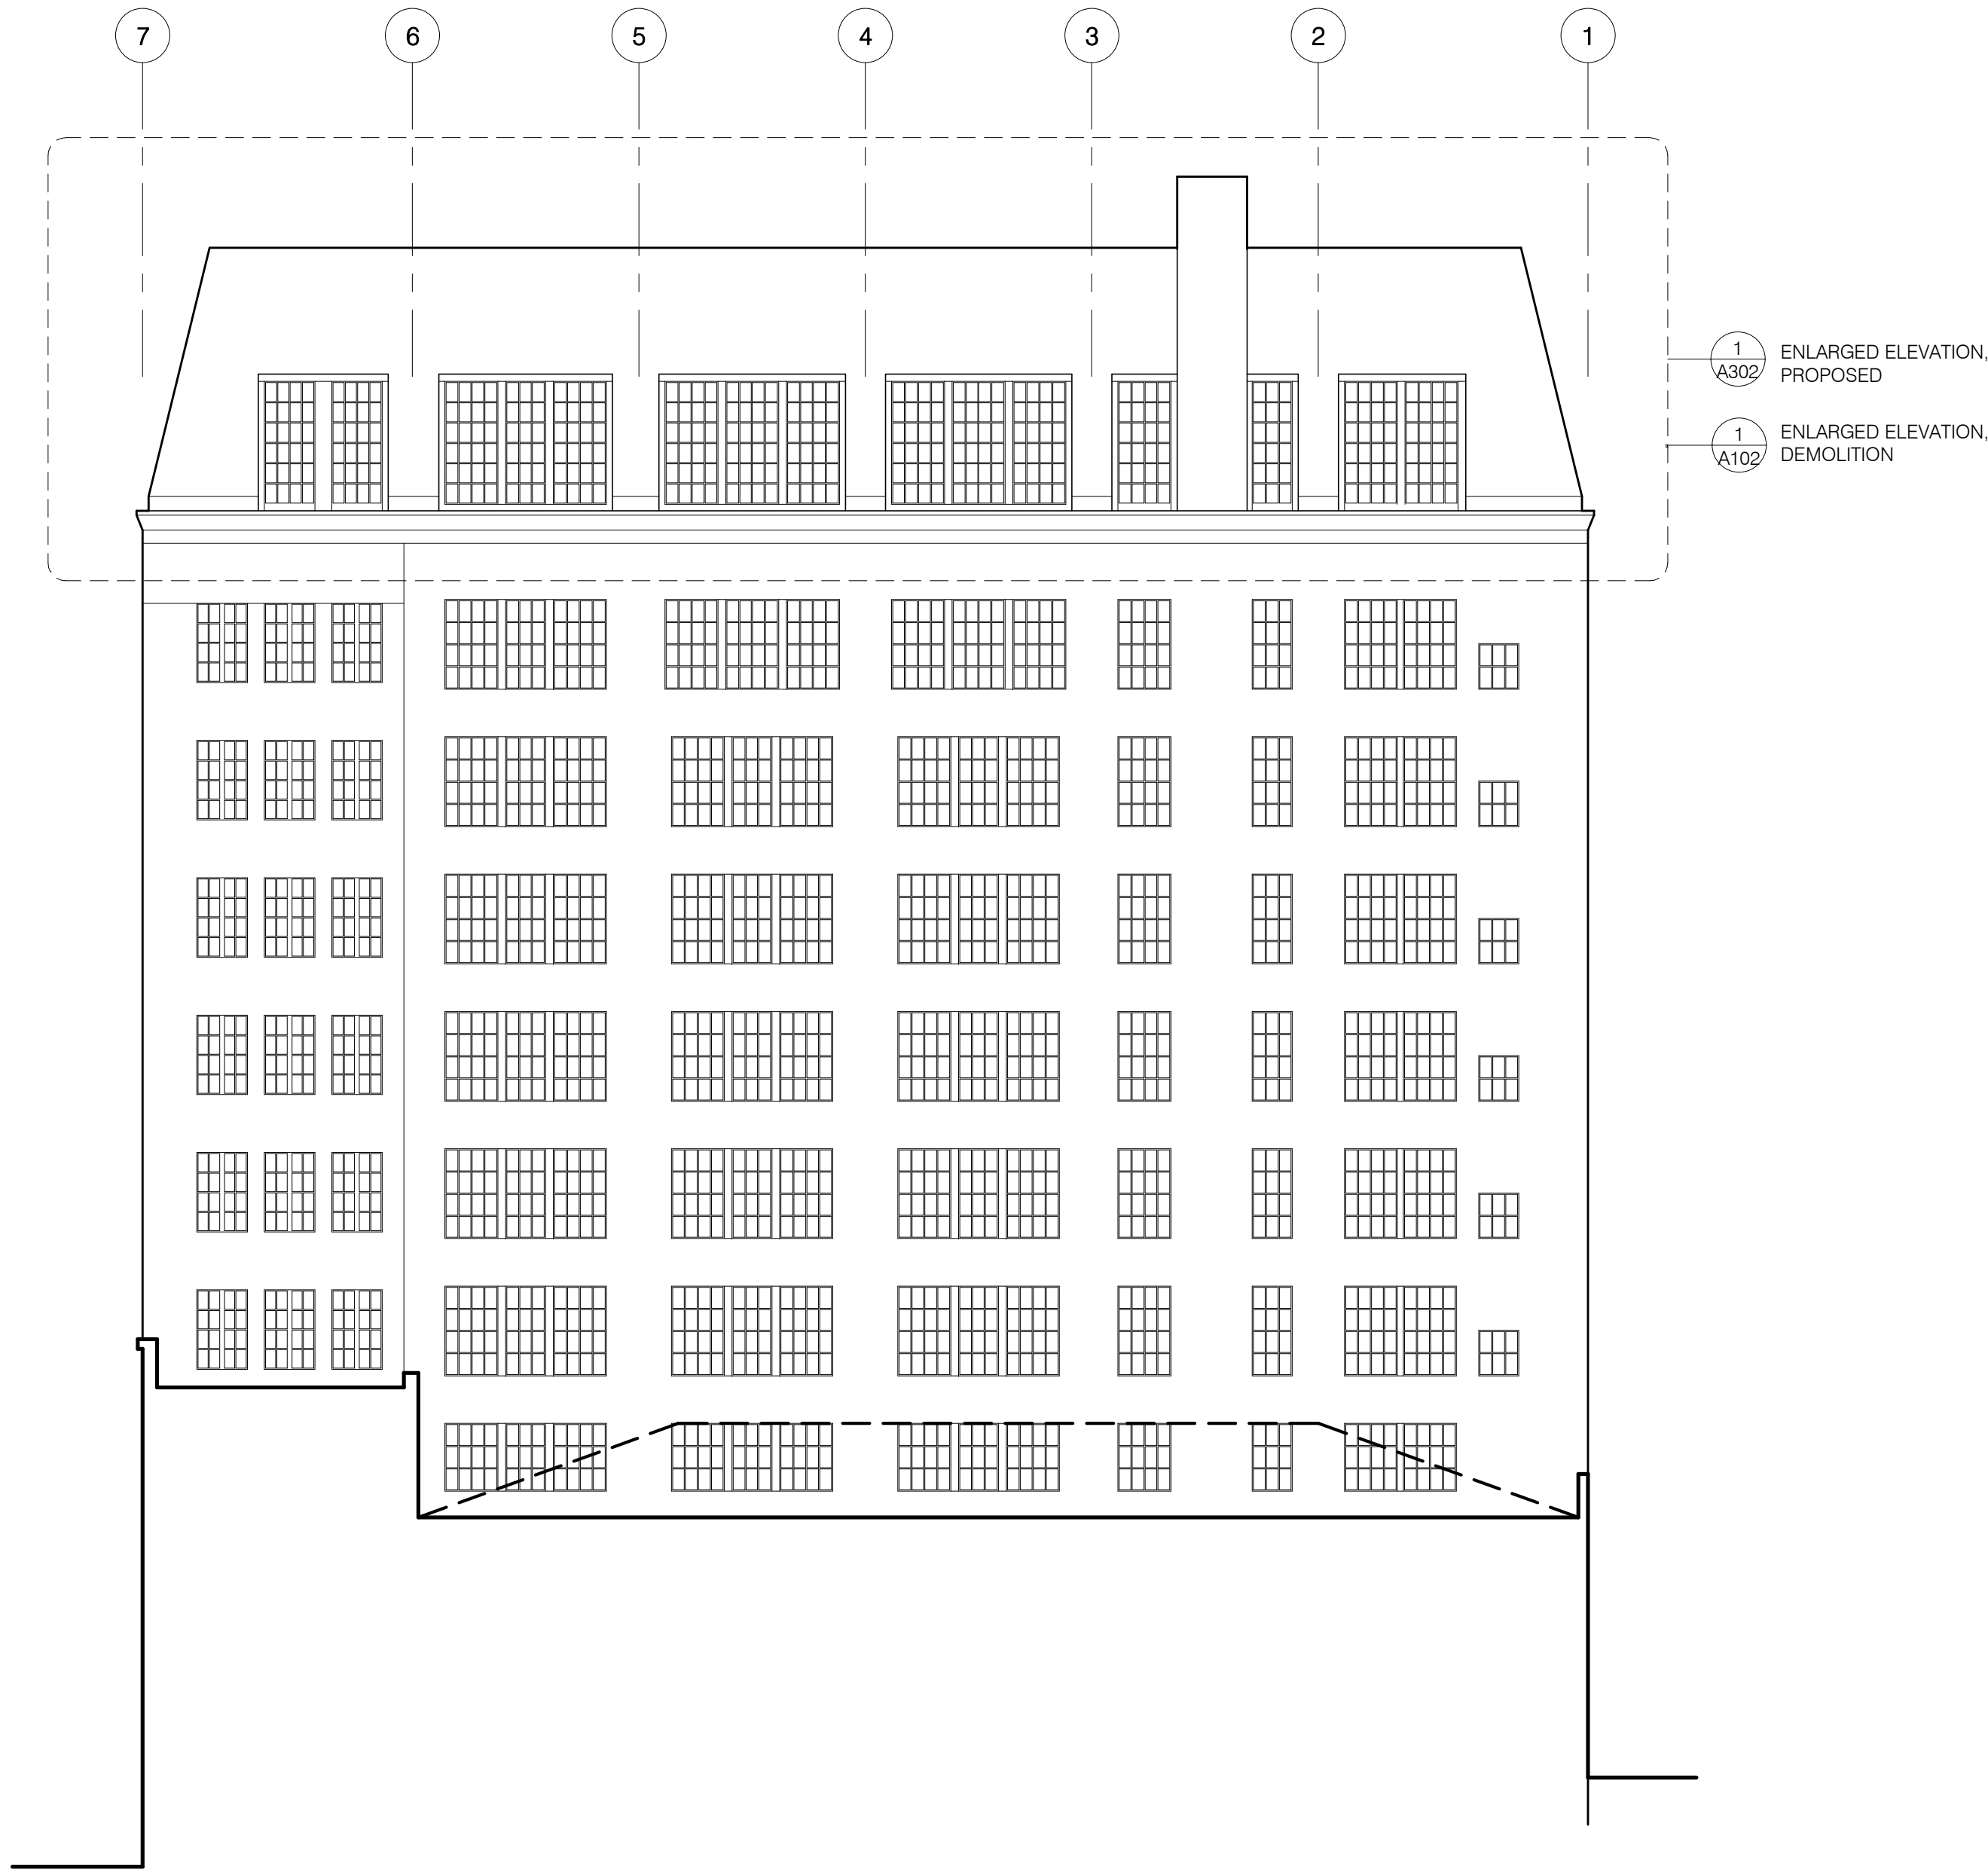 7 6 5 4 3 2 1
1
A302
ENLARGED ELEVATION,
PROPOSED
1
A102
ENLARGED ELEVATION,
DEMOLITION